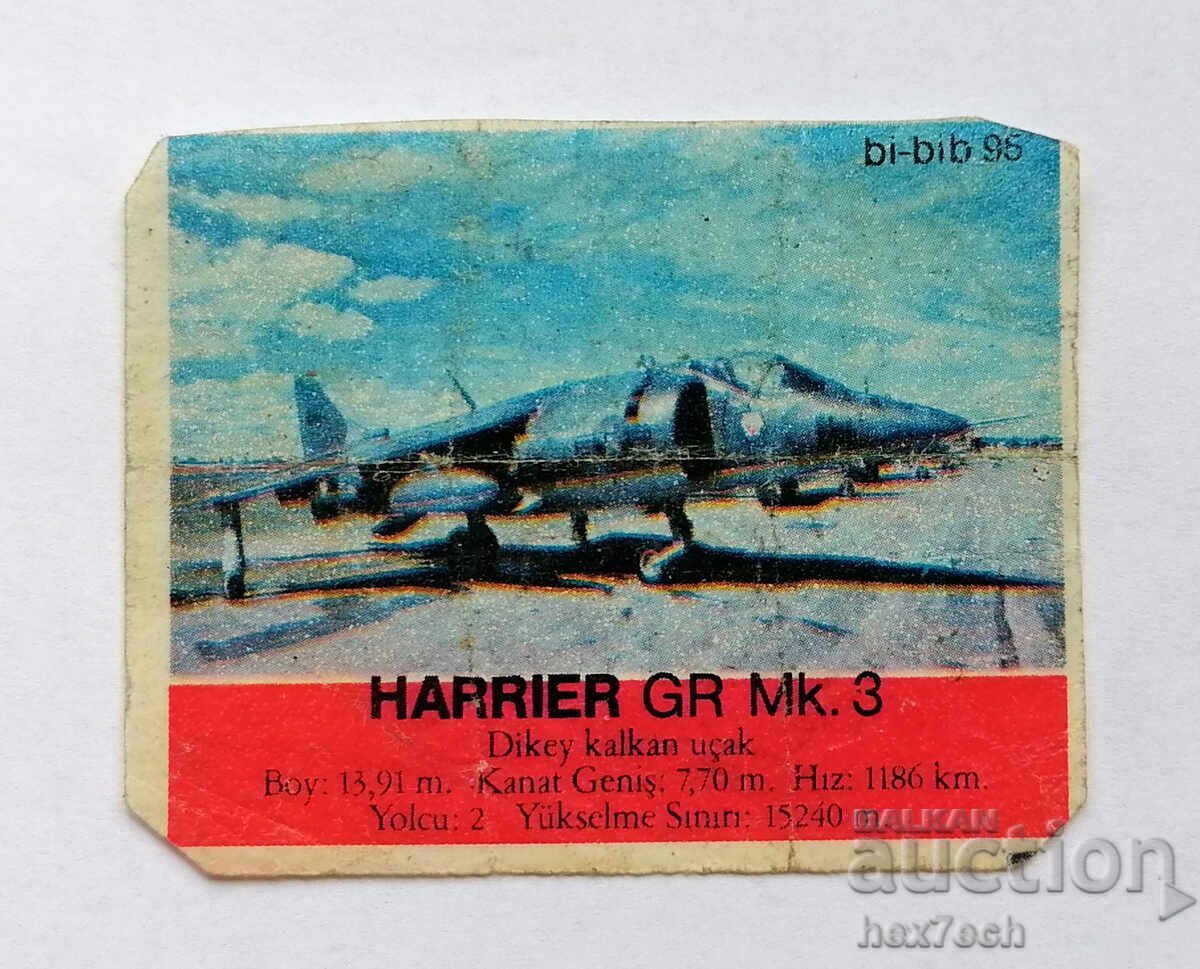 bi-bib 95
HARRIER GR Mk. 3
Dikey kalkan uçak
Boy: 13,91 m. Kanat Geniş: 7,70 m. Hız: 1186 km.
Yolcu: 2 Yükselme Sınırı: 15240 m.
BALKAN
auction
hex7ech